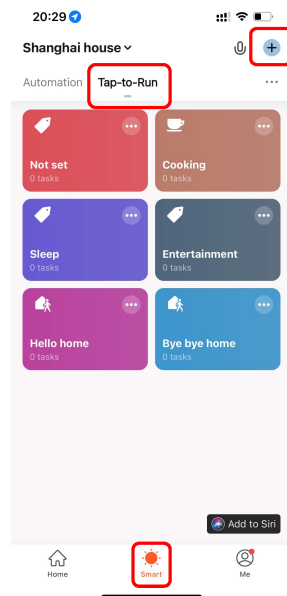 20:29
Shanghai house
Automation Tap-to-Run
Not set
0 tasks
Cooking
0 tasks
Sleep
0 tasks
Entertainment
0 tasks
Hello home
0 tasks
Bye bye home
0 tasks
Add to Siri
Home Smart Me